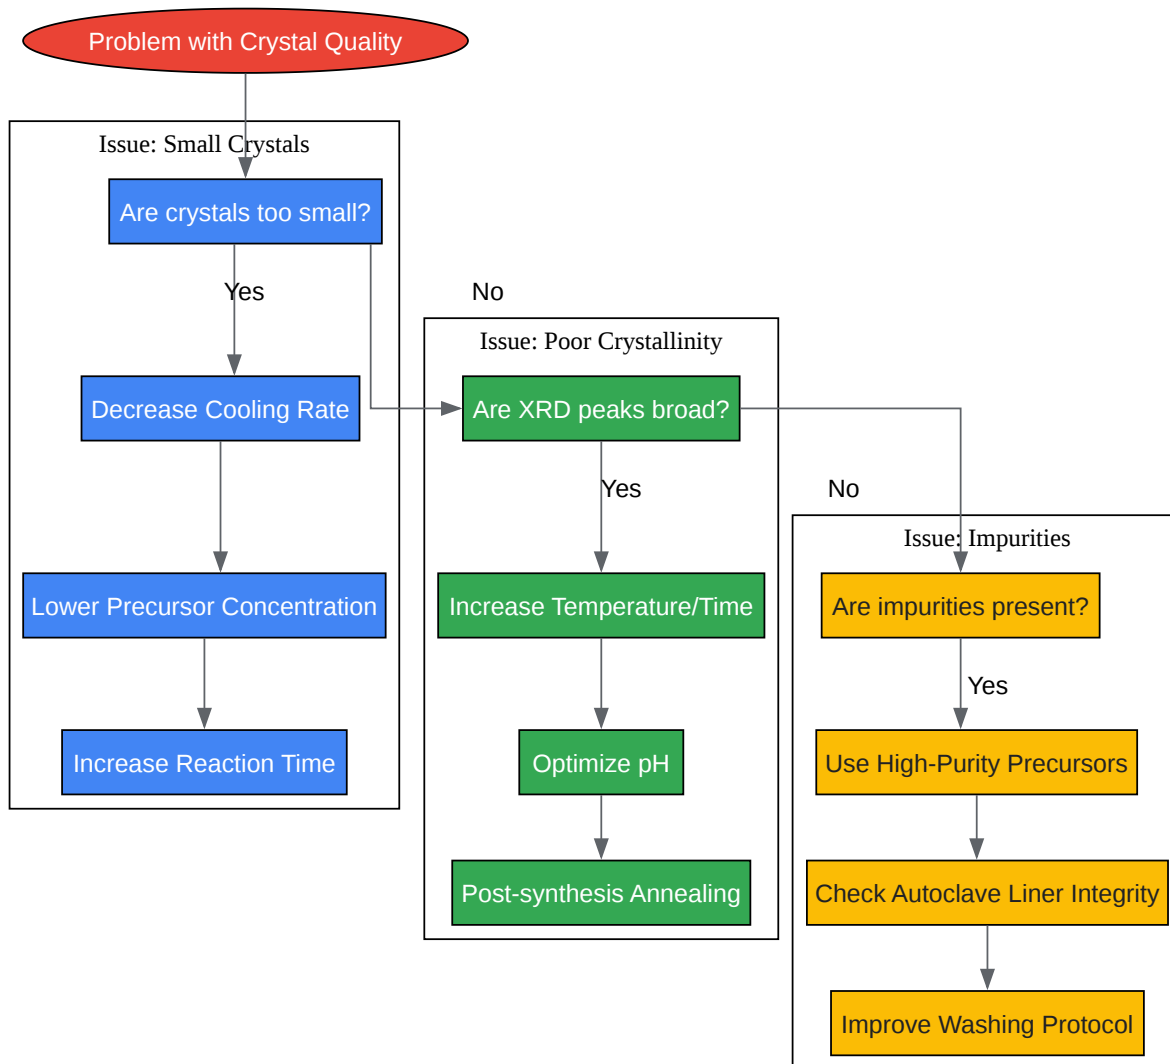 Problem with Crystal Quality
Issue: Small Crystals
Are crystals too small?
Yes
Decrease Cooling Rate
Lower Precursor Concentration
Increase Reaction Time
No
Issue: Poor Crystallinity
Are XRD peaks broad?
Yes
Increase Temperature/Time
Optimize pH
Post-synthesis Annealing
No
Issue: Impurities
Are impurities present?
Yes
Use High-Purity Precursors
Check Autoclave Liner Integrity
Improve Washing Protocol